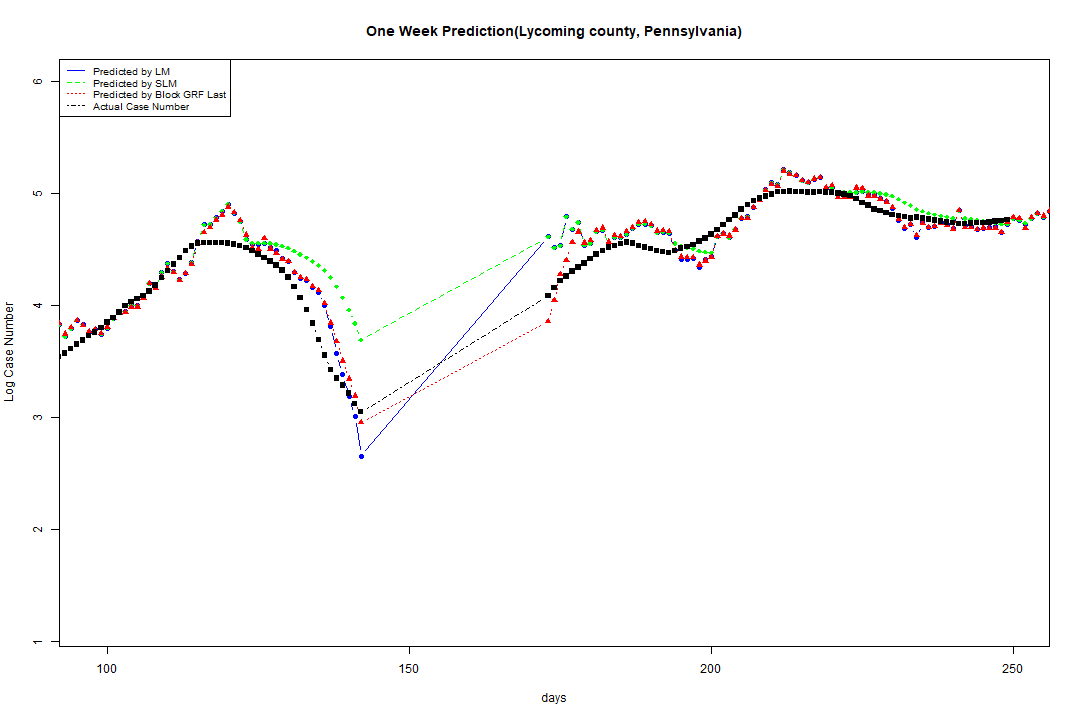 One Week Prediction(Lycoming county, Pennsylvania)
Predicted by LM
Predicted by SLM
Predicted by Block GRF Last
Actual Case Number
6
5
4
3
2
1
Log Case Number
100 150 200 250
days